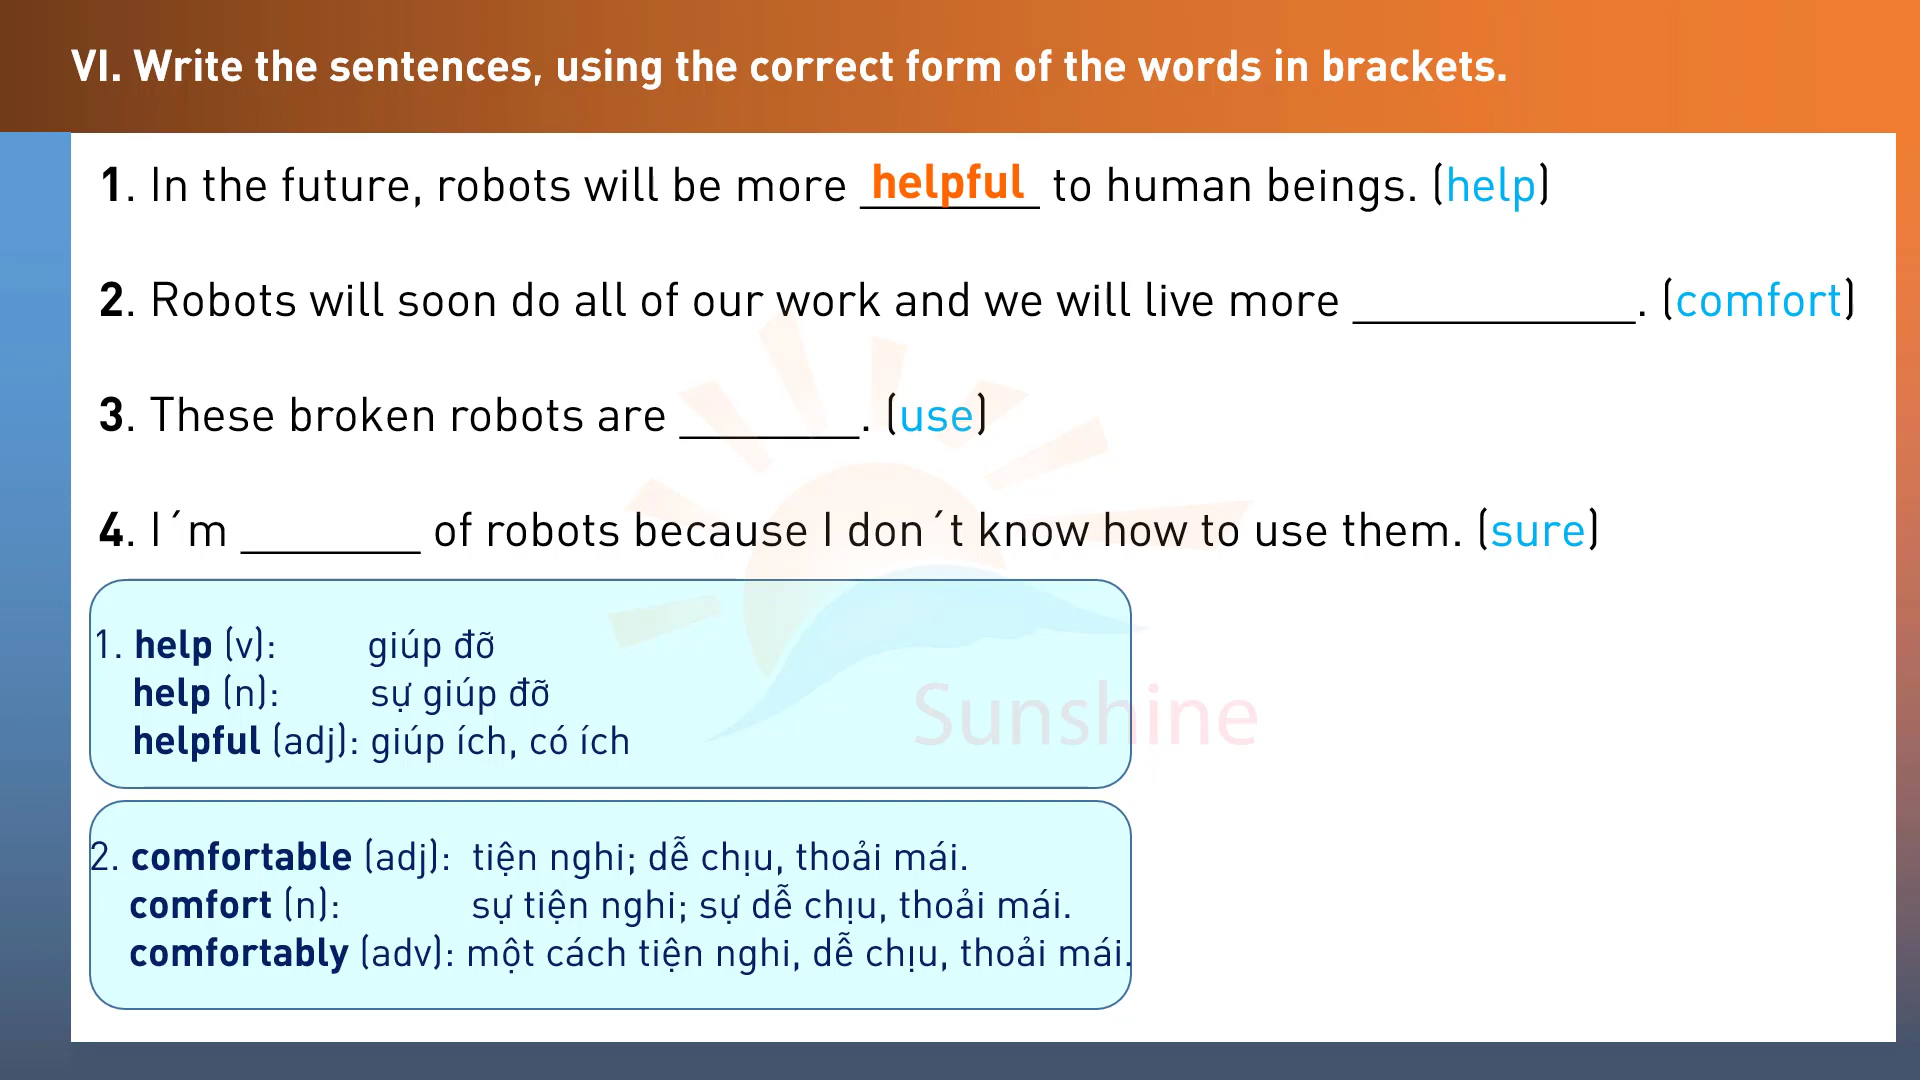 VI. Write the sentences, using the correct form of the words in brackets.
1. In the future, robots will be more helpful to human beings. (help)
2. Robots will soon do all of our work and we will live more ___________. (comfort)
3. These broken robots are _______. (use)
4. I´m _______ of robots because I don´t know how to use them. (sure)
1. help (v): giúp đỡ
help (n): sự giúp đỡ
helpful (adj): giúp ích, có ích
Sunshine
2. comfortable (adj): tiện nghi; dễ chịu, thoải mái.
comfort (n): sự tiện nghi; sự dễ chịu, thoải mái.
comfortably (adv): một cách tiện nghi, dễ chịu, thoải mái.